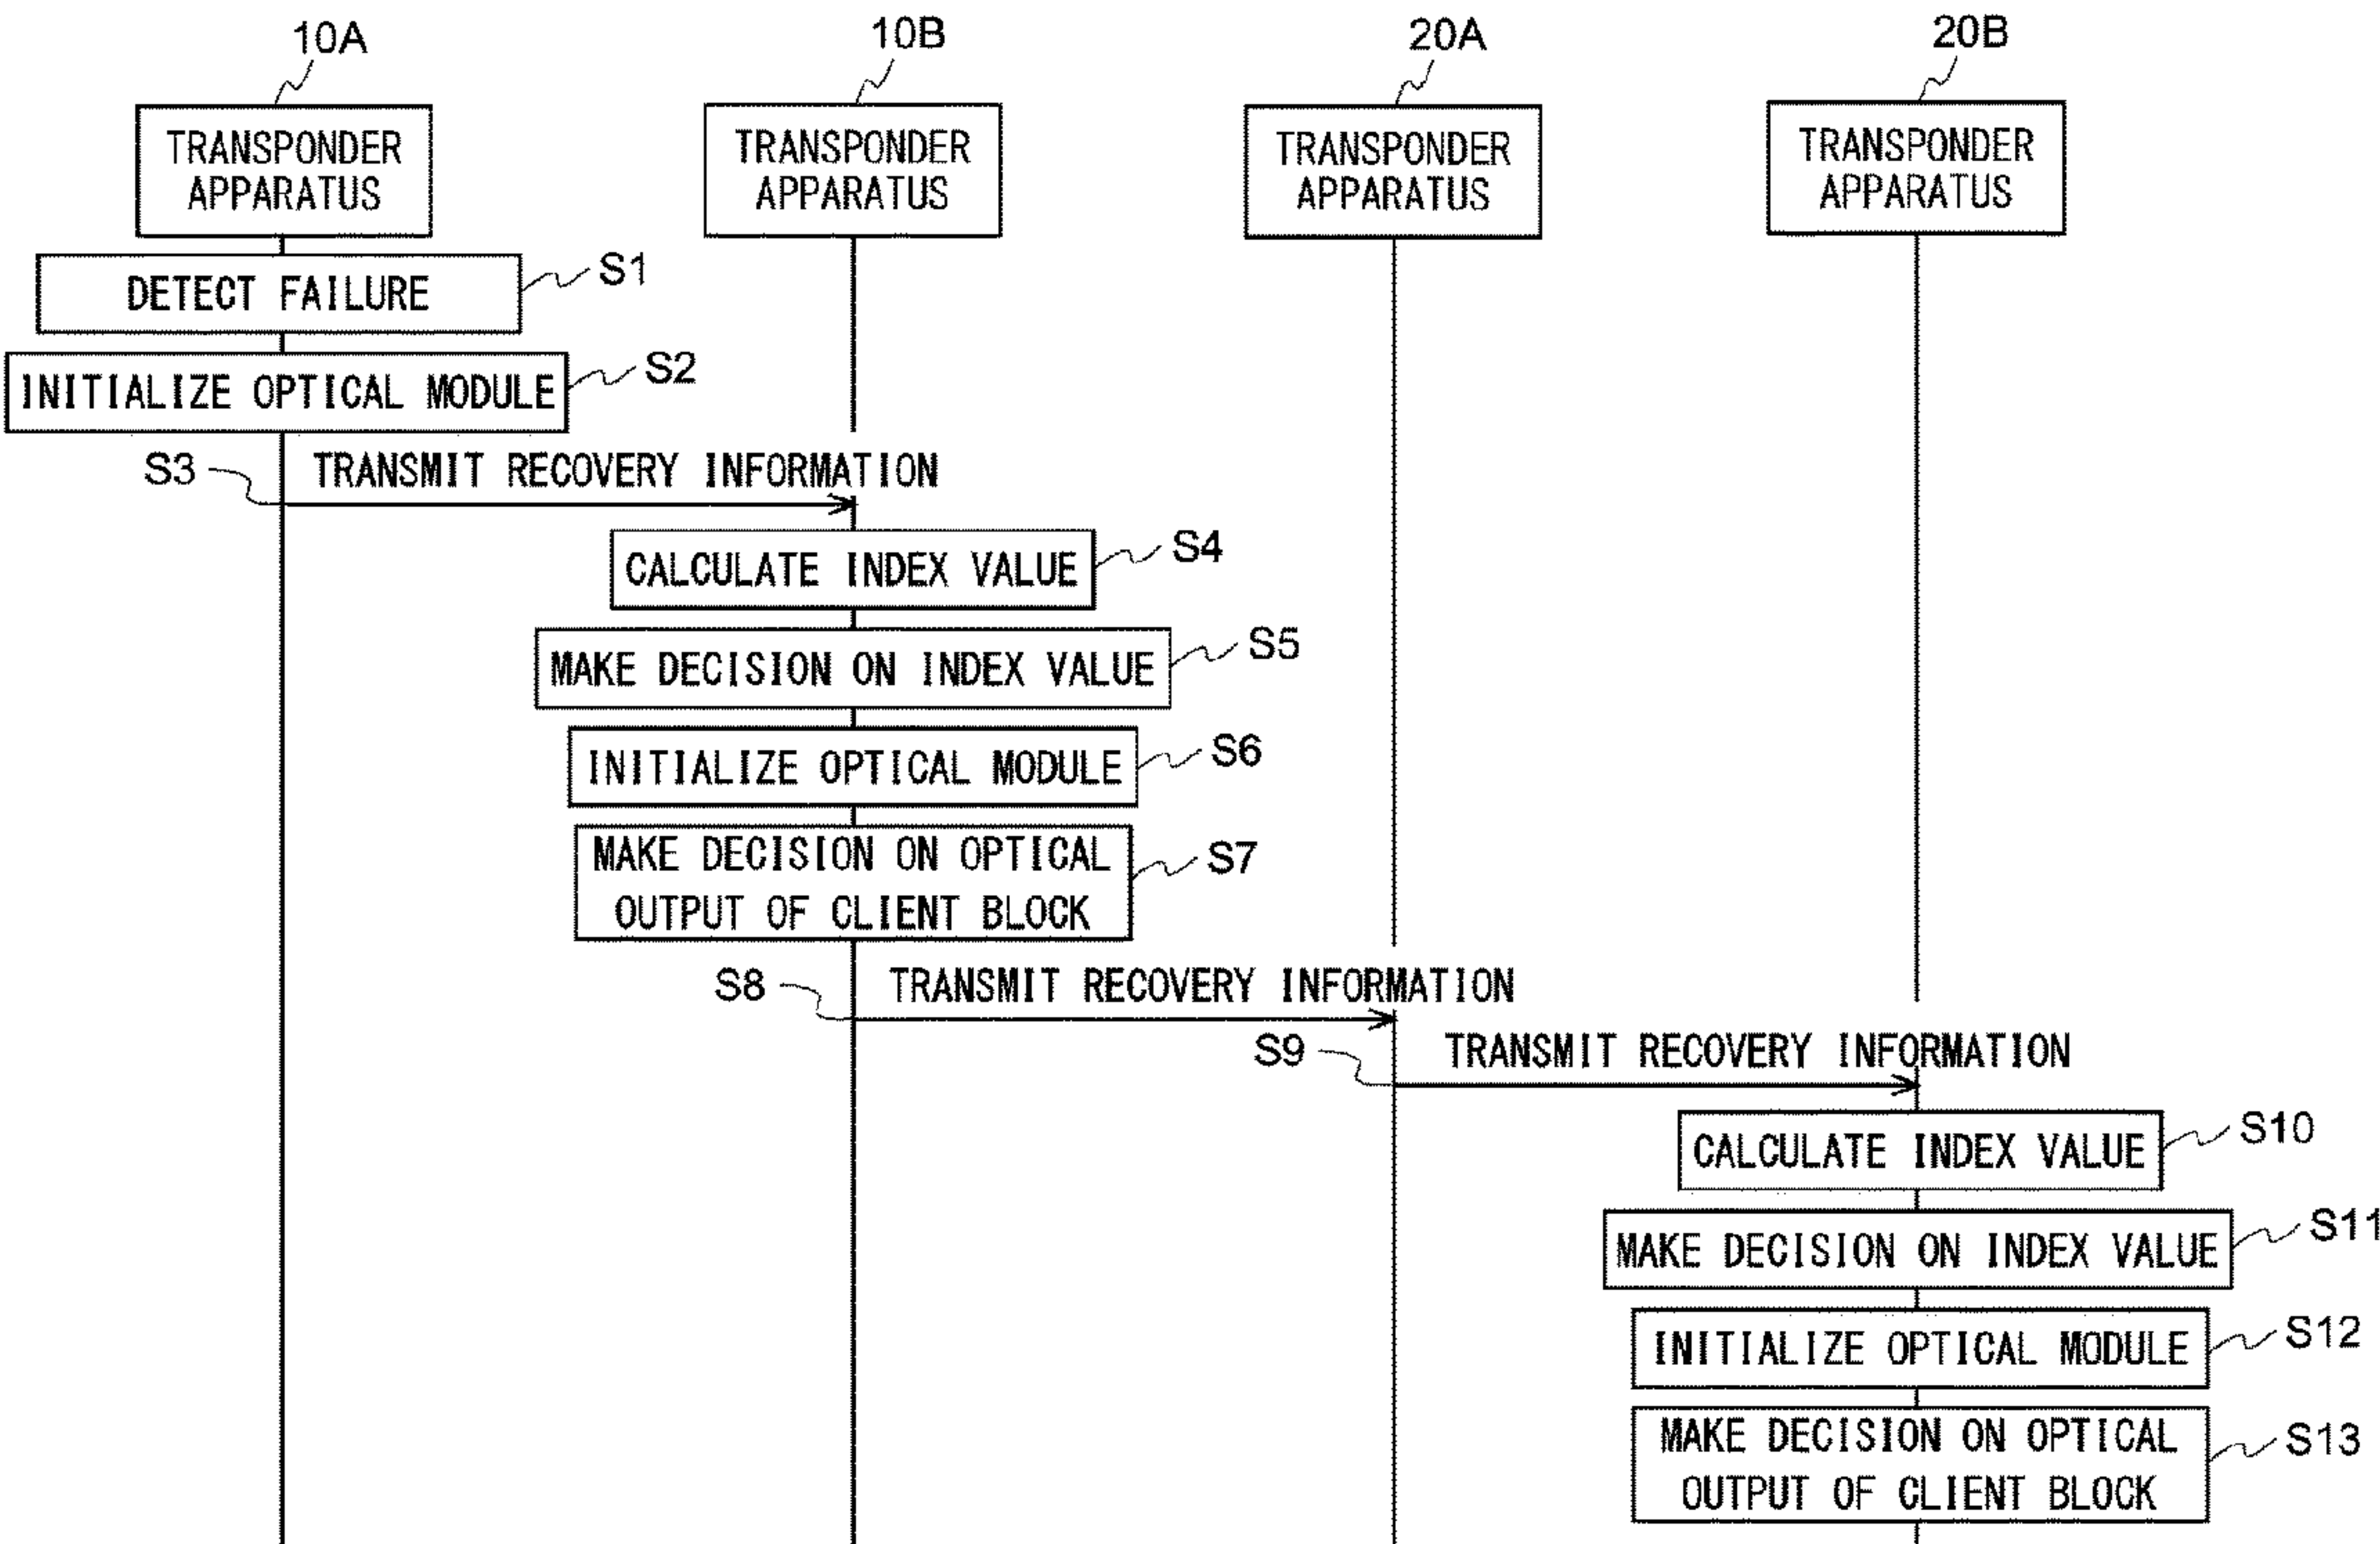 10A
10B
20A
20B
TRANSPONDER
APPARATUS
TRANSPONDER
APPARATUS
TRANSPONDER
APPARATUS
TRANSPONDER
APPARATUS
DETECT FAILURE
S1
INITIALIZE OPTICAL MODULE
S2
S3
TRANSMIT RECOVERY INFORMATION
CALCULATE INDEX VALUE
S4
MAKE DECISION ON INDEX VALUE
S5
INITIALIZE OPTICAL MODULE
S6
MAKE DECISION ON OPTICAL
OUTPUT OF CLIENT BLOCK
S7
S8
TRANSMIT RECOVERY INFORMATION
S9
TRANSMIT RECOVERY INFORMATION
CALCULATE INDEX VALUE
S10
MAKE DECISION ON INDEX VALUE
S11
INITIALIZE OPTICAL MODULE
S12
MAKE DECISION ON OPTICAL
OUTPUT OF CLIENT BLOCK
S13